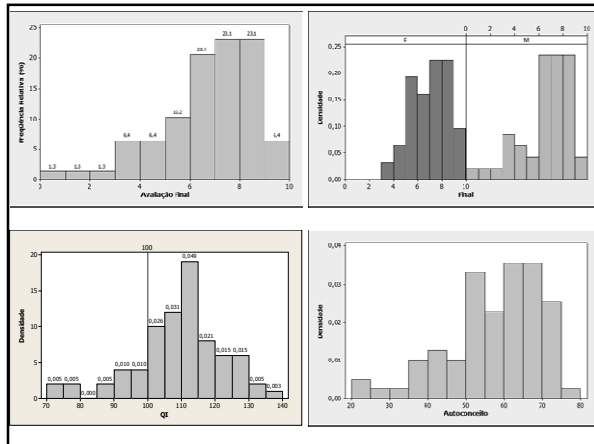 25
20
15
10
5
0
Freqüência Relativa (%)
1,3 1,3 1,3 6,4 6,4 10,2 23,1 23,1 6,4
0 2 4 6 8 10
Avaliação Final
0 2 4 6 8 10
F M
0,25
0,20
0,15
0,10
0,05
0,00
Densidade
0 2 4 6 8 10
Final
100
20
15
10
5
0
Densidade
0,005 0,005 0,000 0,005 0,010 0,010 0,026 0,031 0,049 0,021 0,015 0,015 0,005 0,003
70 80 90 100 110 120 130 140
QI
0,04
0,03
0,02
0,01
0,00
Densidade
20 30 40 50 60 70 80
Autoconceito